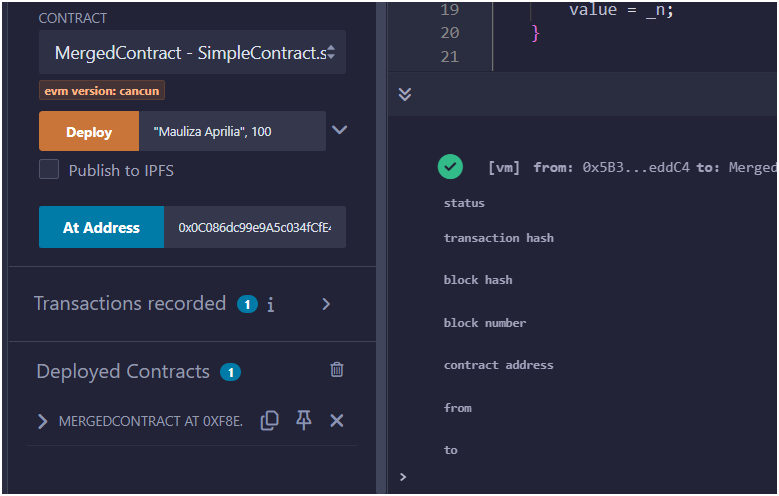 CONTRACT
MergedContract - SimpleContract.s
evm version: cancun
Deploy "Mauliza Aprilia", 100
Publish to IPFS
At Address 0x0C086dc99e9A5c034fCfE4
Transactions recorded 1 i
Deployed Contracts 1
MERGEDCONTRACT AT 0XF8E.
19 value = _n;
20 }
21
[vm] from: 0x5B3...eddC4 to: Merged
status
transaction hash
block hash
block number
contract address
from
to
>